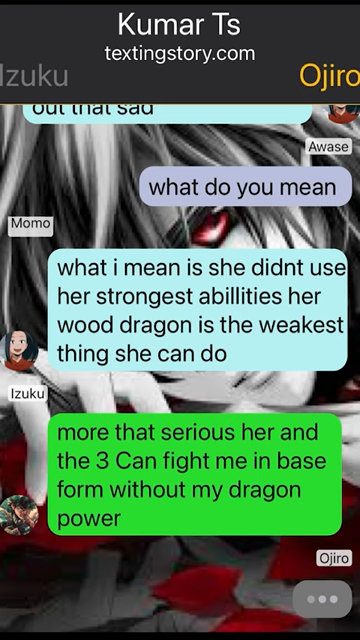 Kumar Ts
textingstory.com
Izuku
Ojiro
out that sad
Awase
what do you mean
Momo
what i mean is she didnt use
her strongest abillities her
wood dragon is the weakest
thing she can do
Izuku
more that serious her and
the 3 Can fight me in base
form without my dragon
power
Ojiro